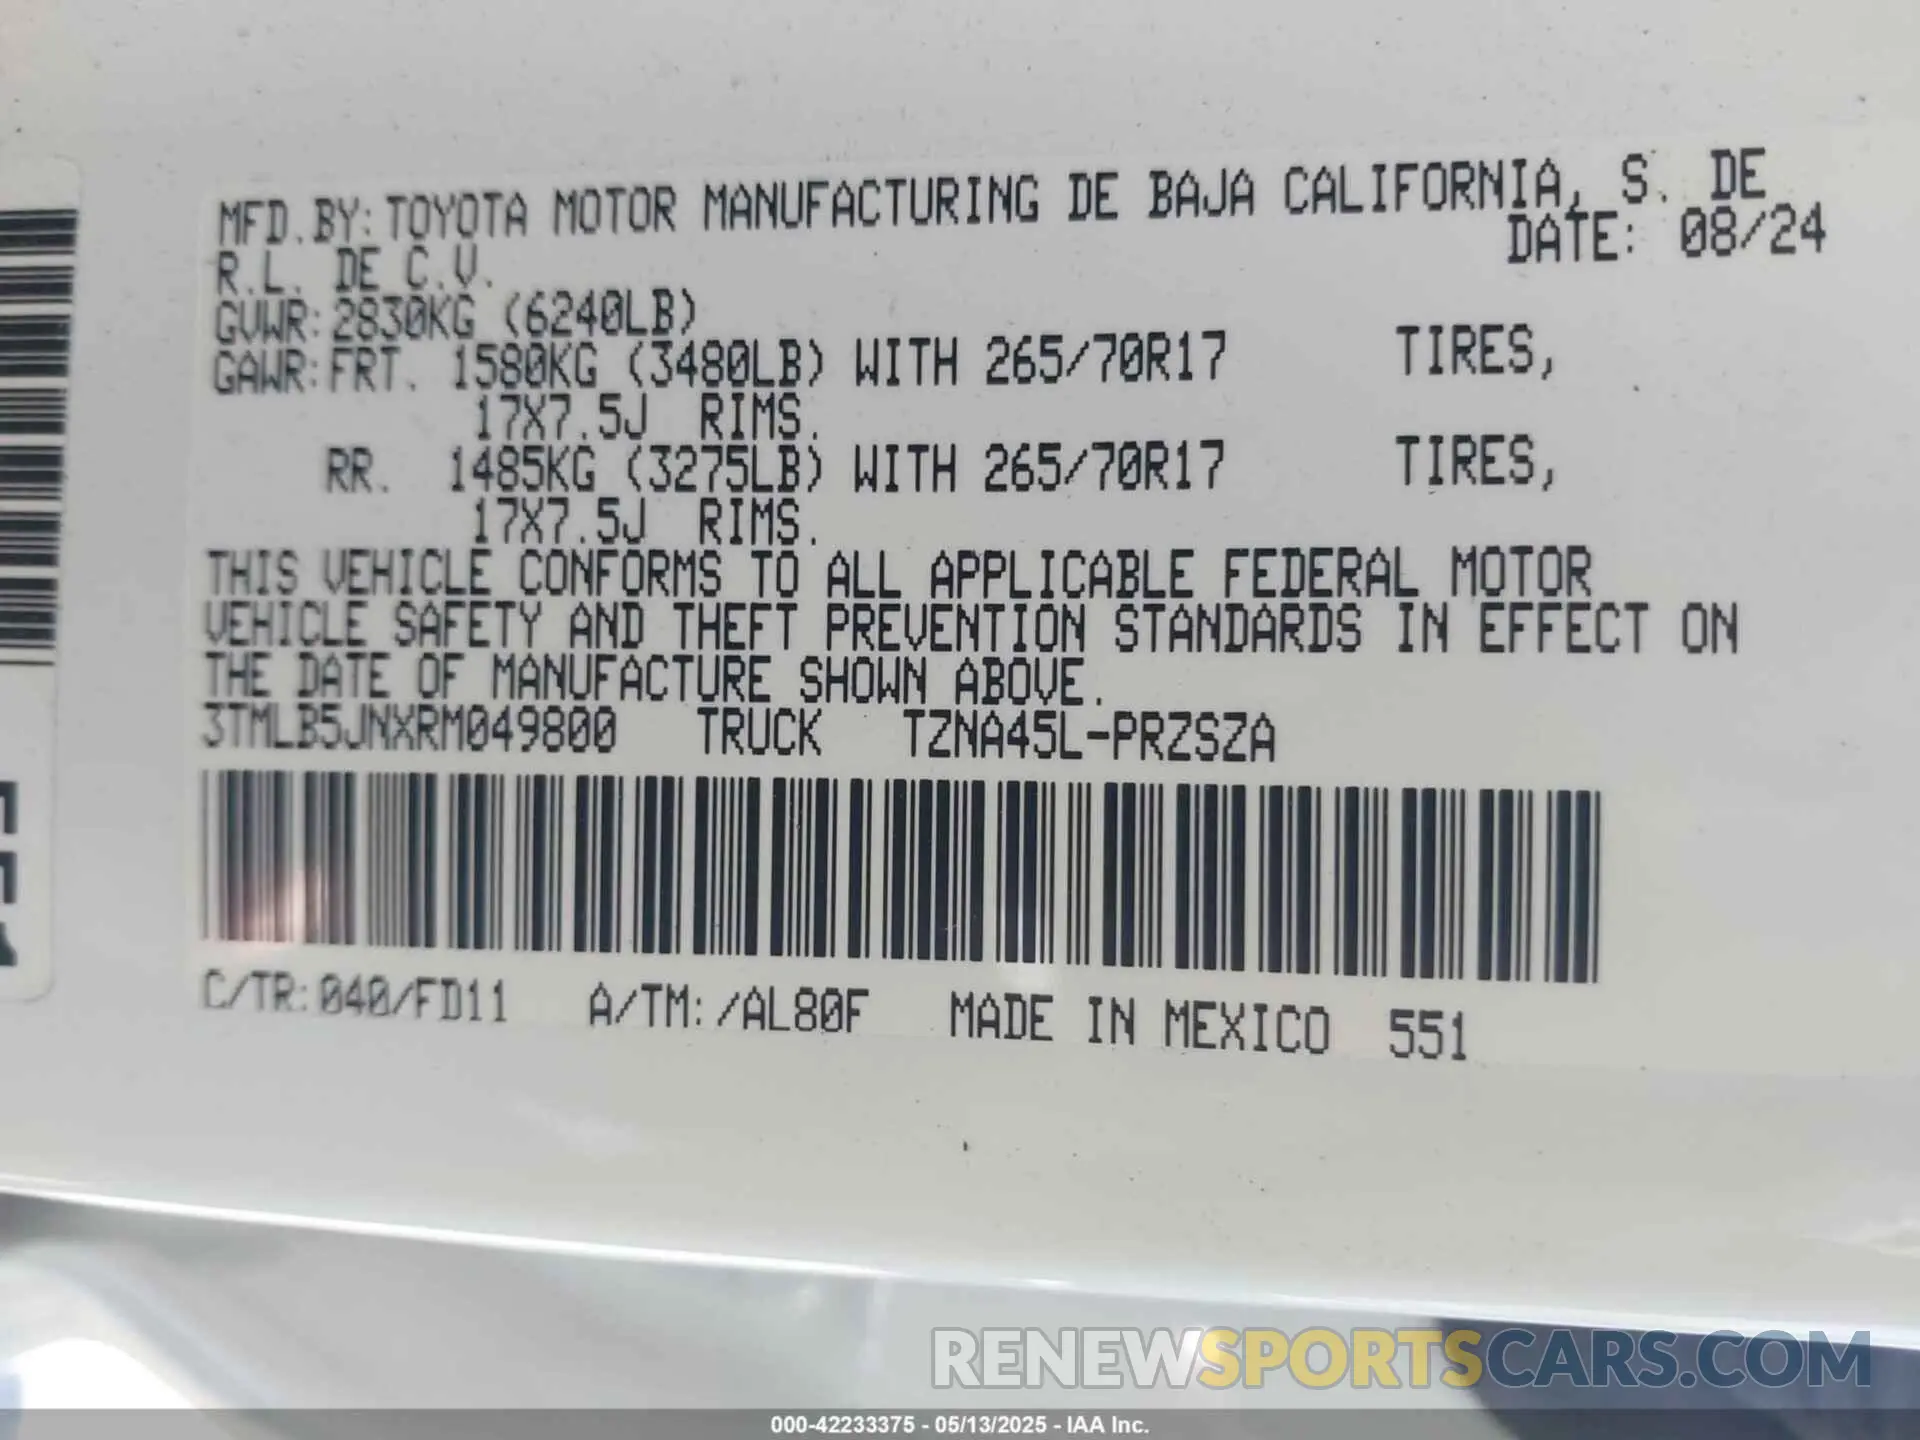 MFD.BY:TOYOTA MOTOR MANUFACTURING DE BAJA CALIFORNIA, S. DE
R.L. DE C.V. DATE: 08/24
GVWR:2830KG (6240LB)
GAWR:FRT. 1580KG (3480LB) WITH 265/70R17 TIRES,
17X7.5J RIMS.
RR. 1485KG (3275LB) WITH 265/70R17 TIRES,
17X7.5J RIMS.
THIS VEHICLE CONFORMS TO ALL APPLICABLE FEDERAL MOTOR
VEHICLE SAFETY AND THEFT PREVENTION STANDARDS IN EFFECT ON
THE DATE OF MANUFACTURE SHOWN ABOVE.
3TMLB5JNXRM049800 TRUCK TZNA45L-PRZSZA
C/TR:040/FD11 A/TM:/AL80F MADE IN MEXICO 551
RENEWSPORTSCARS.COM
000-42233375 - 05/13/2025 - IAA Inc.